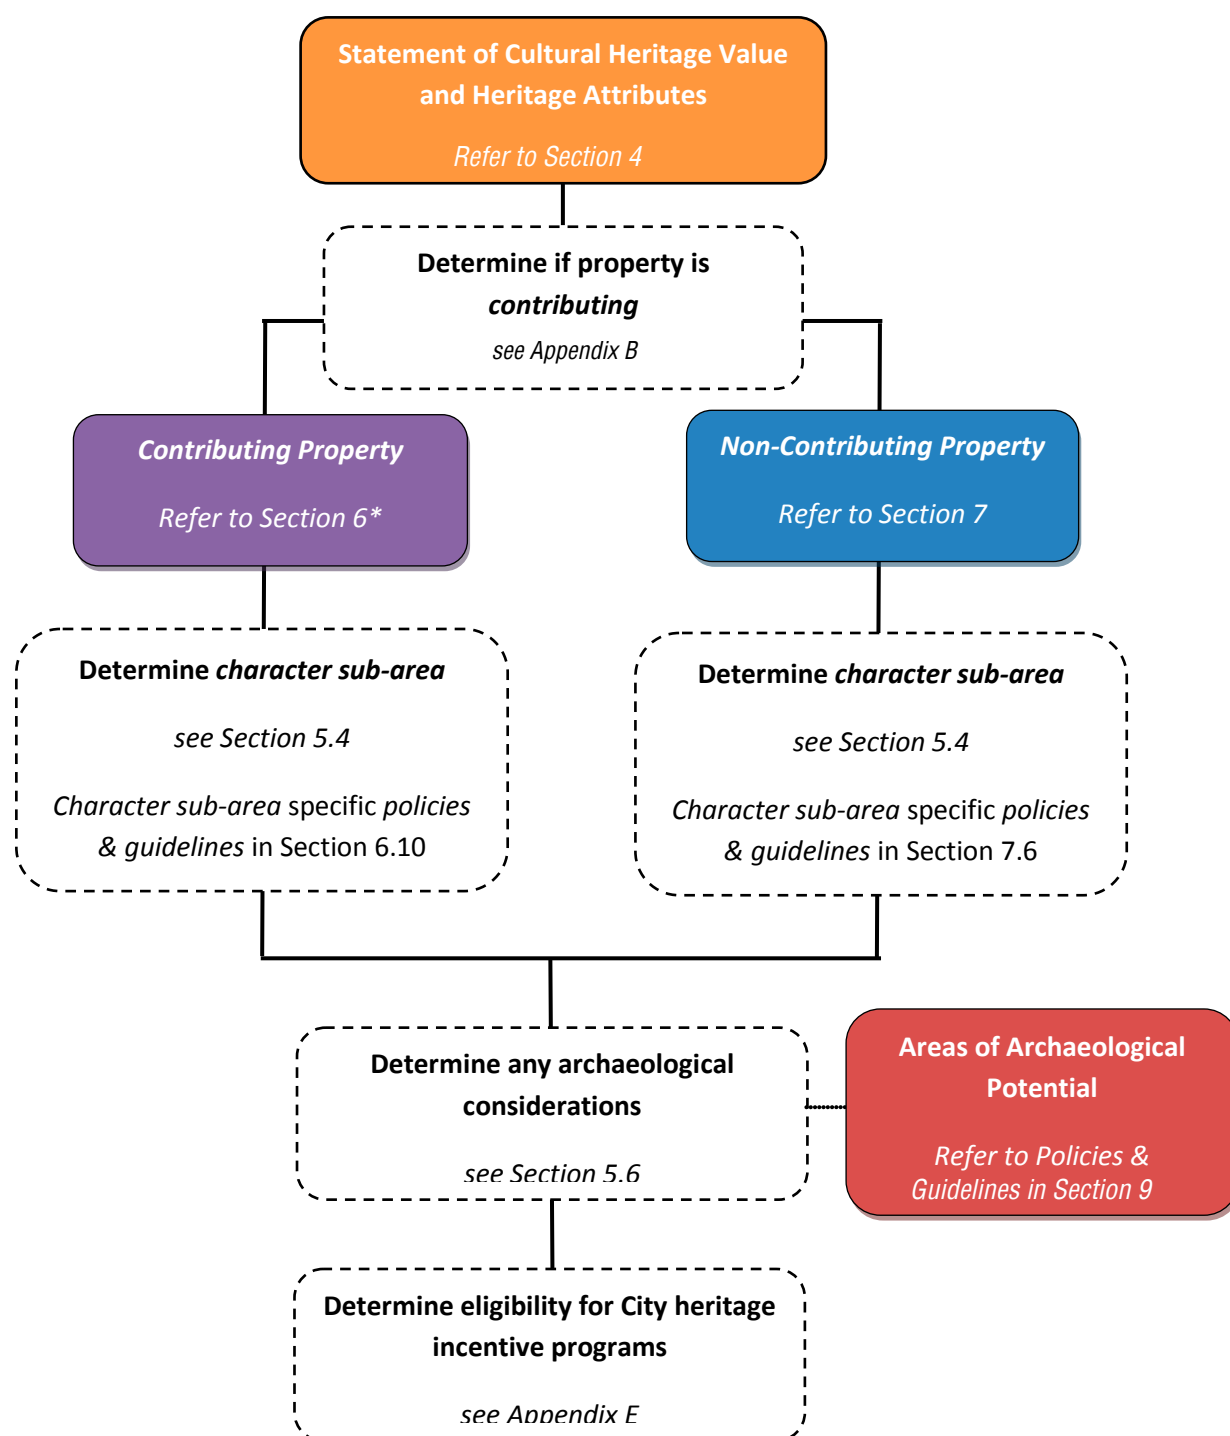 Statement of Cultural Heritage Value
and Heritage Attributes
Refer to Section 4
Determine if property is
contributing
see Appendix B
Contributing Property
Refer to Section 6*
Non-Contributing Property
Refer to Section 7
Determine character sub-area
see Section 5.4
Character sub-area specific policies
& guidelines in Section 6.10
Determine character sub-area
see Section 5.4
Character sub-area specific policies
& guidelines in Section 7.6
Determine any archaeological
considerations
see Section 5.6
Areas of Archaeological
Potential
Refer to Policies &
Guidelines in Section 9
Determine eligibility for City heritage
incentive programs
see Appendix E